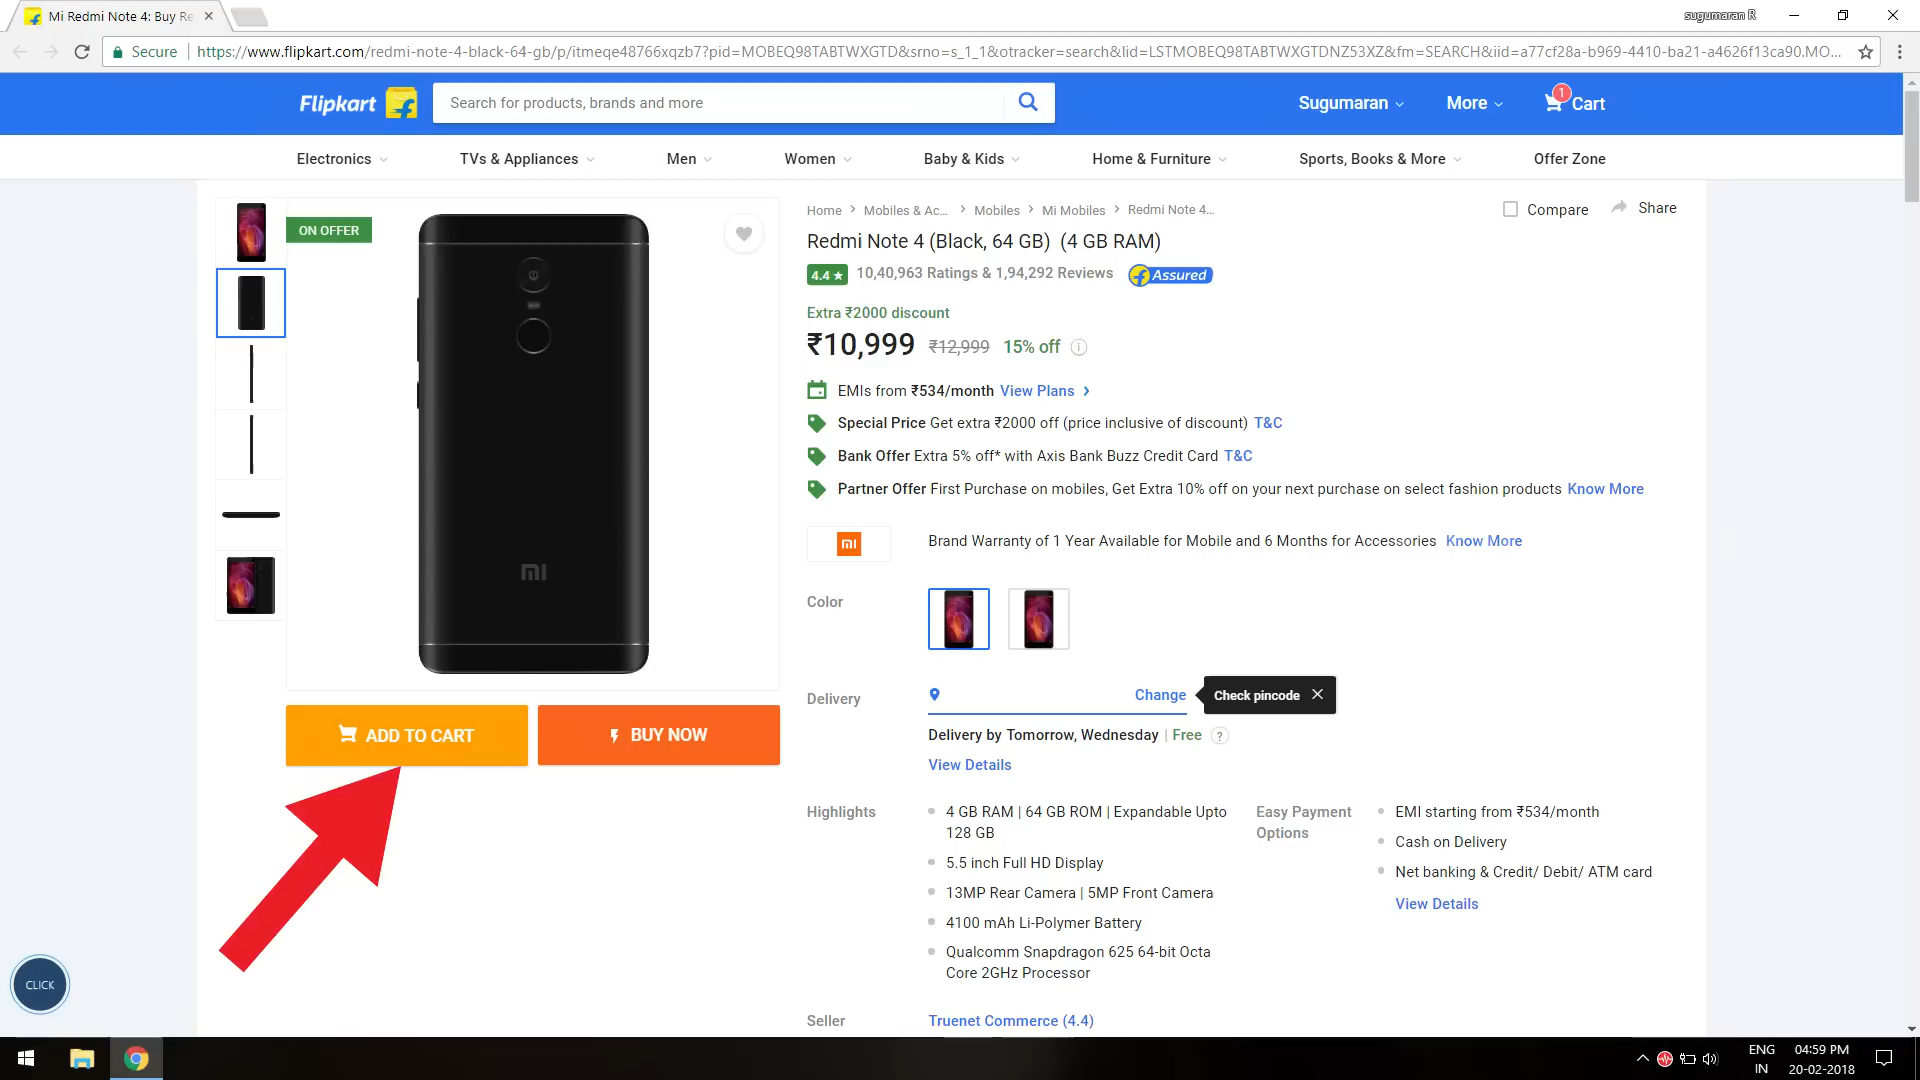 Mi Redmi Note 4: Buy Re
sugumaran R
Secure
https://www.flipkart.com/redmi-note-4-black-64-gb/p/itmeqe48766xqzb7?pid=MOBEQ98TABTWXGTD&srno=s_1_1&otracker=search&lid=LSTMOBEQ98TABTWXGTDNZ53XZ&fm=SEARCH&iid=a77cf28a-b969-4410-ba21-a4626f13ca90.MO...
Flipkart
Search for products, brands and more
Sugumaran
More
1
Cart
Electronics
TVs & Appliances
Men
Women
Baby & Kids
Home & Furniture
Sports, Books & More
Offer Zone
ON OFFER
Home > Mobiles & Ac... > Mobiles > Mi Mobiles > Redmi Note 4...
Compare
Share
Redmi Note 4 (Black, 64 GB) (4 GB RAM)
4.4 ★ 10,40,963 Ratings & 1,94,292 Reviews
Assured
Extra ₹2000 discount
₹10,999 ₹12,999 15% off
EMIs from ₹534/month View Plans >
Special Price Get extra ₹2000 off (price inclusive of discount) T&C
Bank Offer Extra 5% off* with Axis Bank Buzz Credit Card T&C
Partner Offer First Purchase on mobiles, Get Extra 10% off on your next purchase on select fashion products Know More
mi
Brand Warranty of 1 Year Available for Mobile and 6 Months for Accessories Know More
mi
Color
Delivery
Change
Check pincode
Delivery by Tomorrow, Wednesday | Free ?
View Details
ADD TO CART
BUY NOW
Highlights
4 GB RAM | 64 GB ROM | Expandable Upto
128 GB
5.5 inch Full HD Display
13MP Rear Camera | 5MP Front Camera
4100 mAh Li-Polymer Battery
Qualcomm Snapdragon 625 64-bit Octa
Core 2GHz Processor
Easy Payment
Options
EMI starting from ₹534/month
Cash on Delivery
Net banking & Credit/ Debit/ ATM card
View Details
Seller
Truenet Commerce (4.4)
CLICK
ENG
IN
04:59 PM
20-02-2018